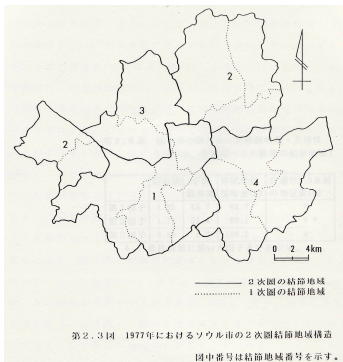 2
3
2
1
4
0 2 4km
2次圏の結節地域
1次圏の結節地域
第2.3図 1977年におけるソウル市の2次圏結節地域構造
図中番号は結節地域番号を示す。